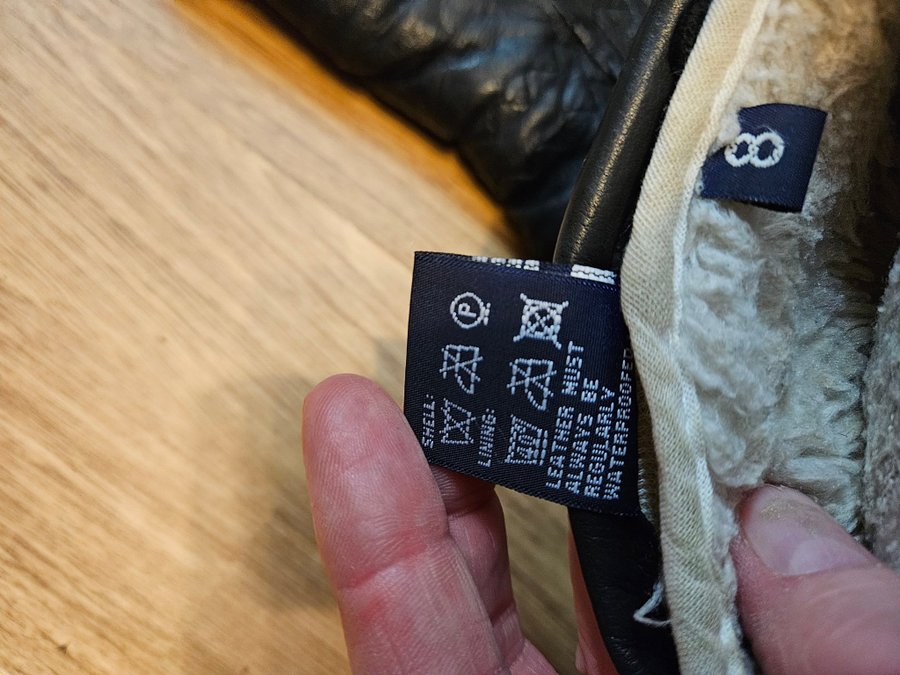 SHELL:
P
LINING:
LEATHER MUST
ALWAYS BE
REGULARLY
WATERPROOFED
8